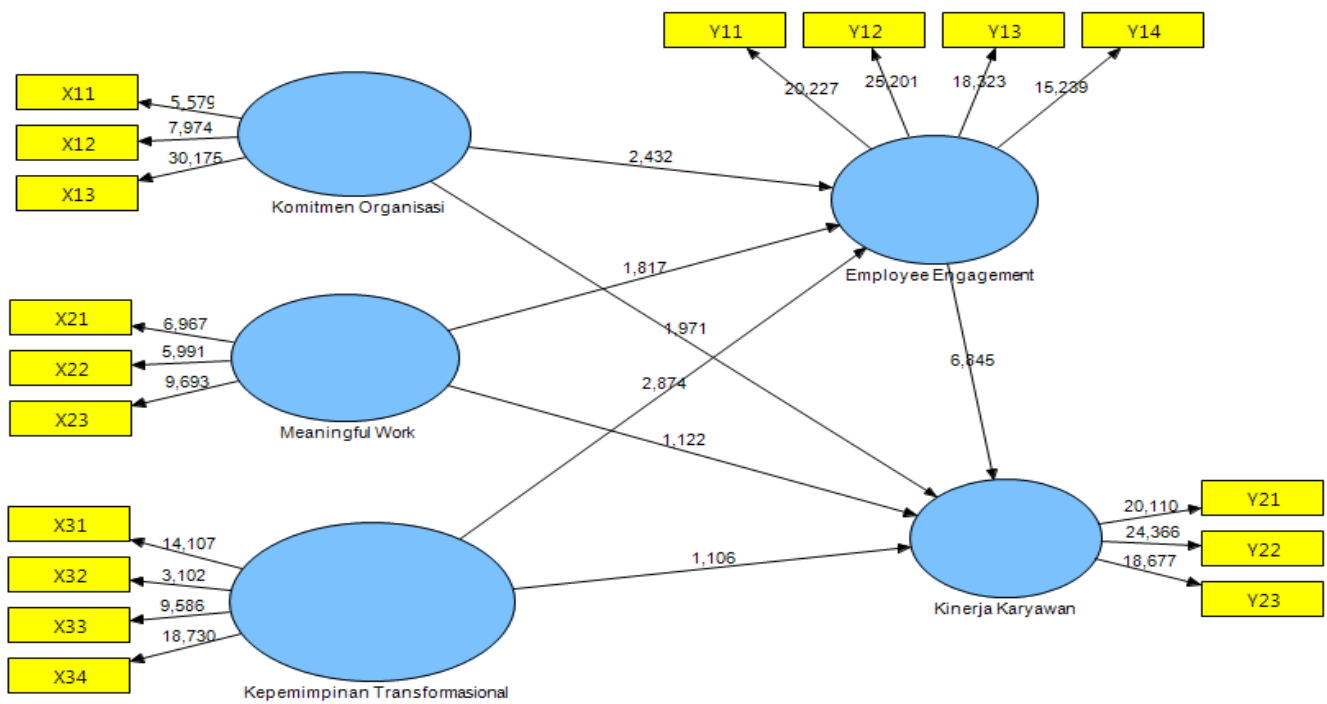 Y11
Y12
Y13
Y14
20,227
25,201
18,323
15,239
X11
X12
X13
5,579
7,974
30,175
Komitmen Organisasi
2,432
Employee Engagement
1,817
1,971
2,874
6,845
X21
X22
X23
6,967
5,991
9,693
Meaningful Work
1,122
X31
X32
X33
X34
14,107
3,102
9,586
18,730
Kepemimpinan Transformasional
1,106
Kinerja Karyawan
20,110
24,366
18,677
Y21
Y22
Y23